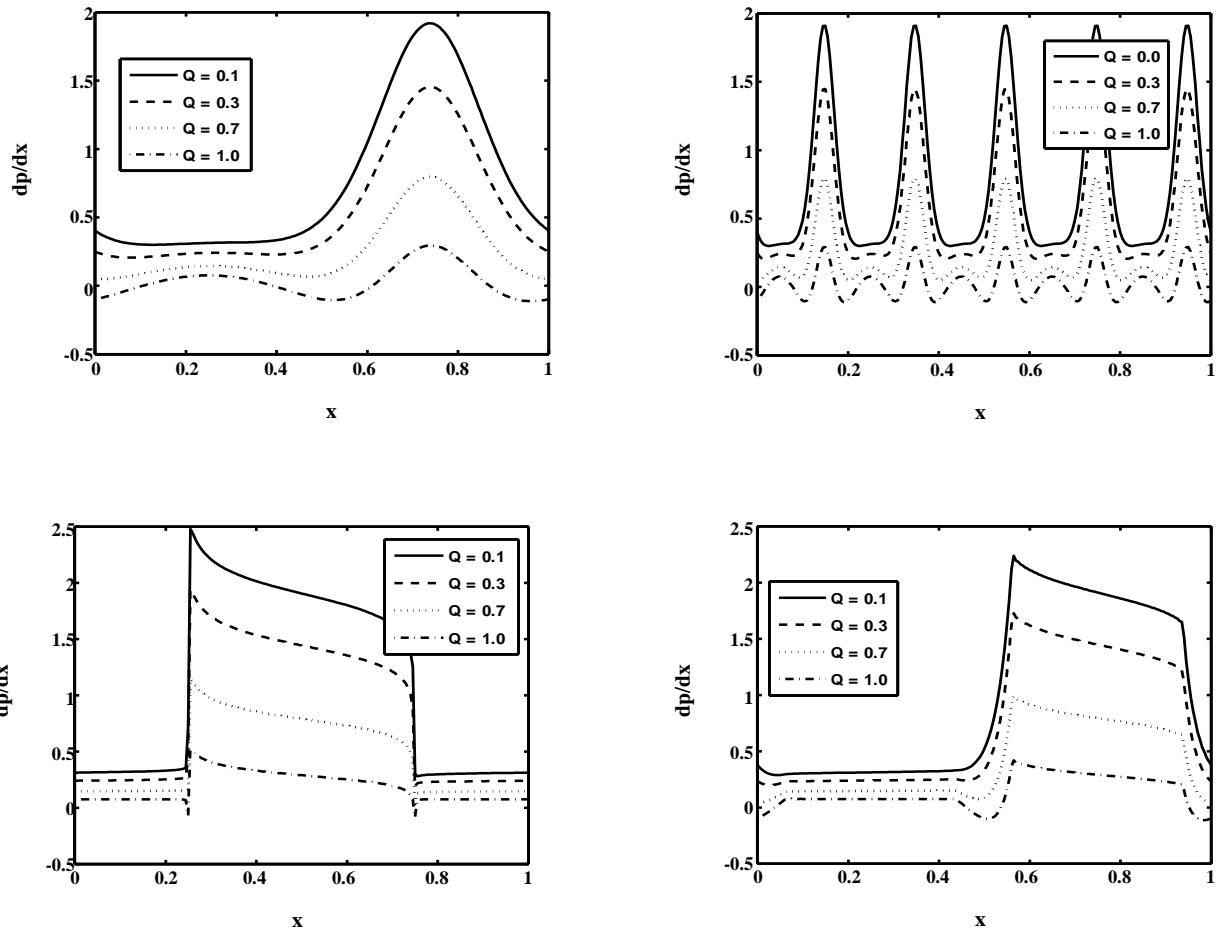 2
1.5
1
0.5
0
-0.5
dp/dx
Q = 0.1
Q = 0.3
Q = 0.7
Q = 1.0
0 0.2 0.4 0.6 0.8 1
x
2
1.5
1
0.5
0
-0.5
dp/dx
Q = 0.0
Q = 0.3
Q = 0.7
Q = 1.0
0 0.2 0.4 0.6 0.8 1
x
2.5
2
1.5
1
0.5
0
-0.5
dp/dx
Q = 0.1
Q = 0.3
Q = 0.7
Q = 1.0
0 0.2 0.4 0.6 0.8 1
x
2.5
2
1.5
1
0.5
0
-0.5
dp/dx
Q = 0.1
Q = 0.3
Q = 0.7
Q = 1.0
0 0.2 0.4 0.6 0.8 1
x